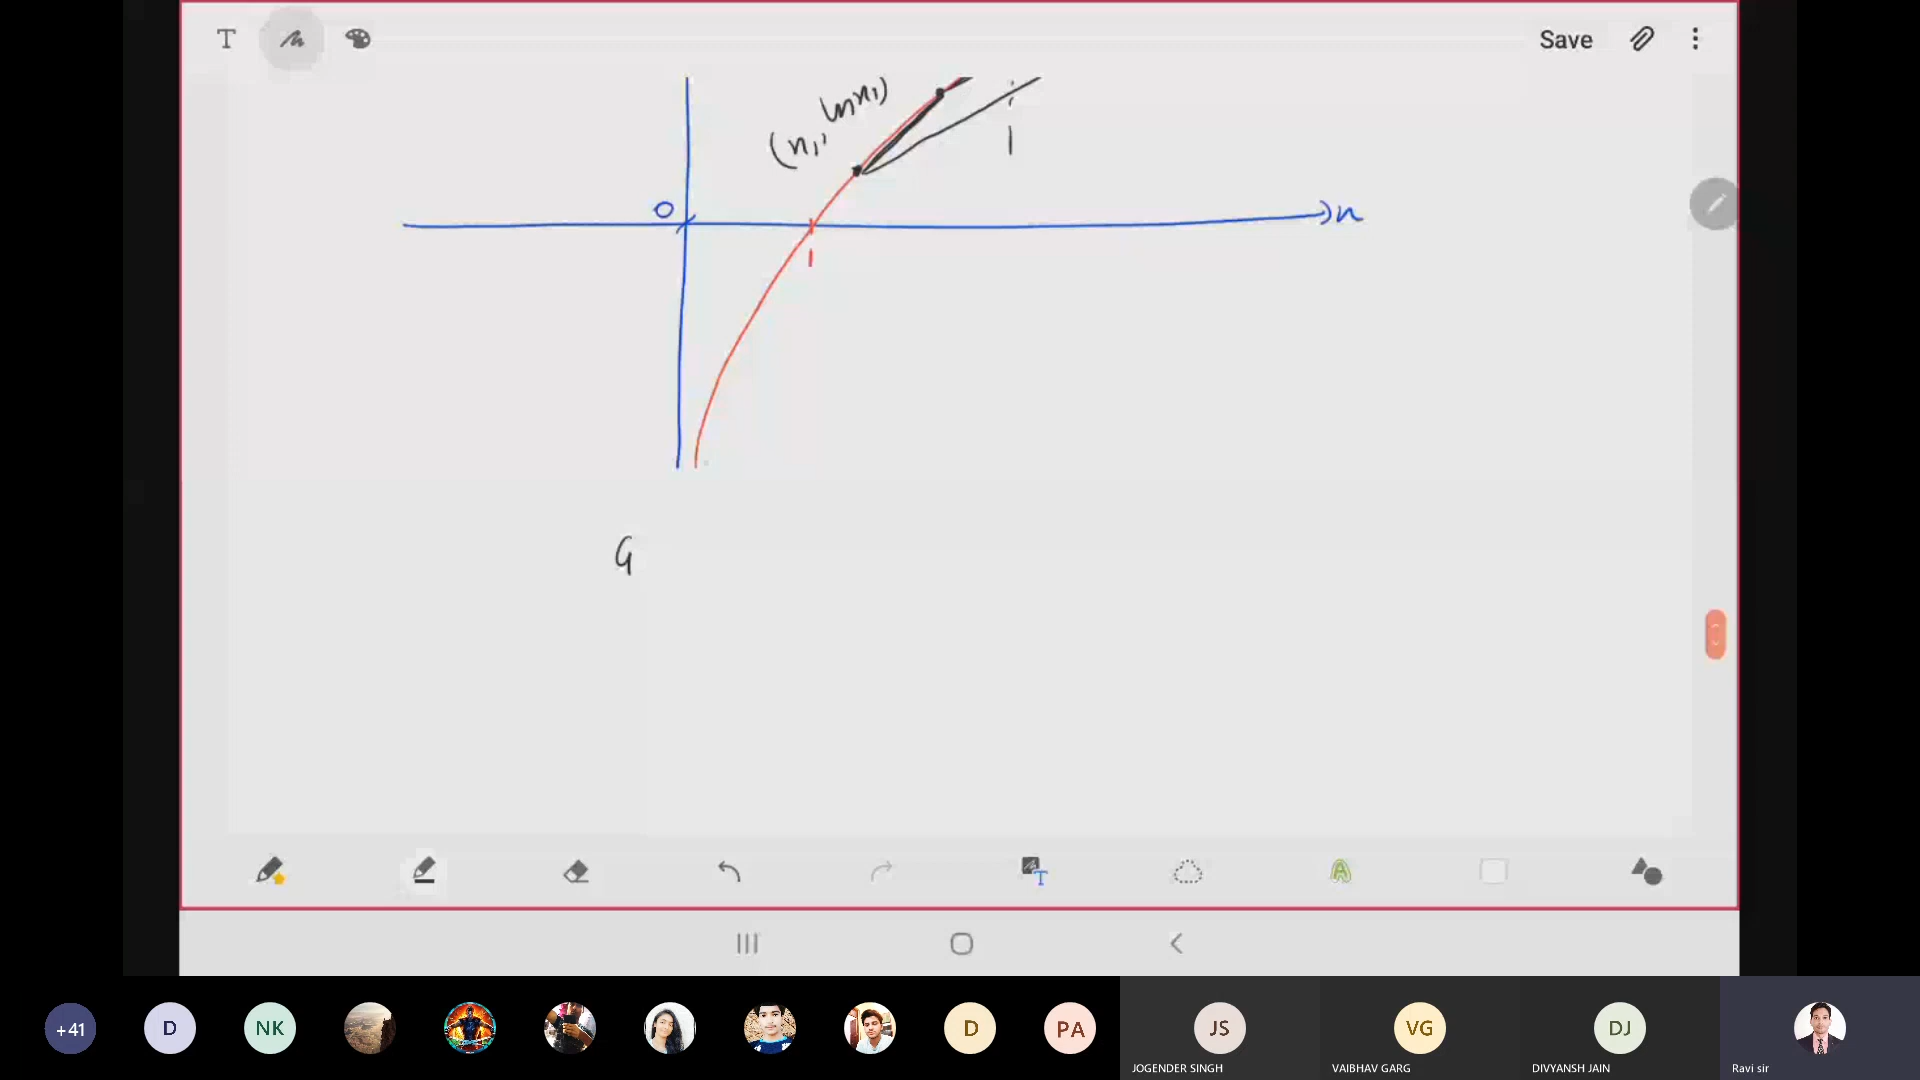 T Save
(x₁, ln x₁)
1
0 x
1
G
T
A
+41 D NK D PA JS VG DJ
JOGENDER SINGH VAIBHAV GARG DIVYANSH JAIN Ravi sir